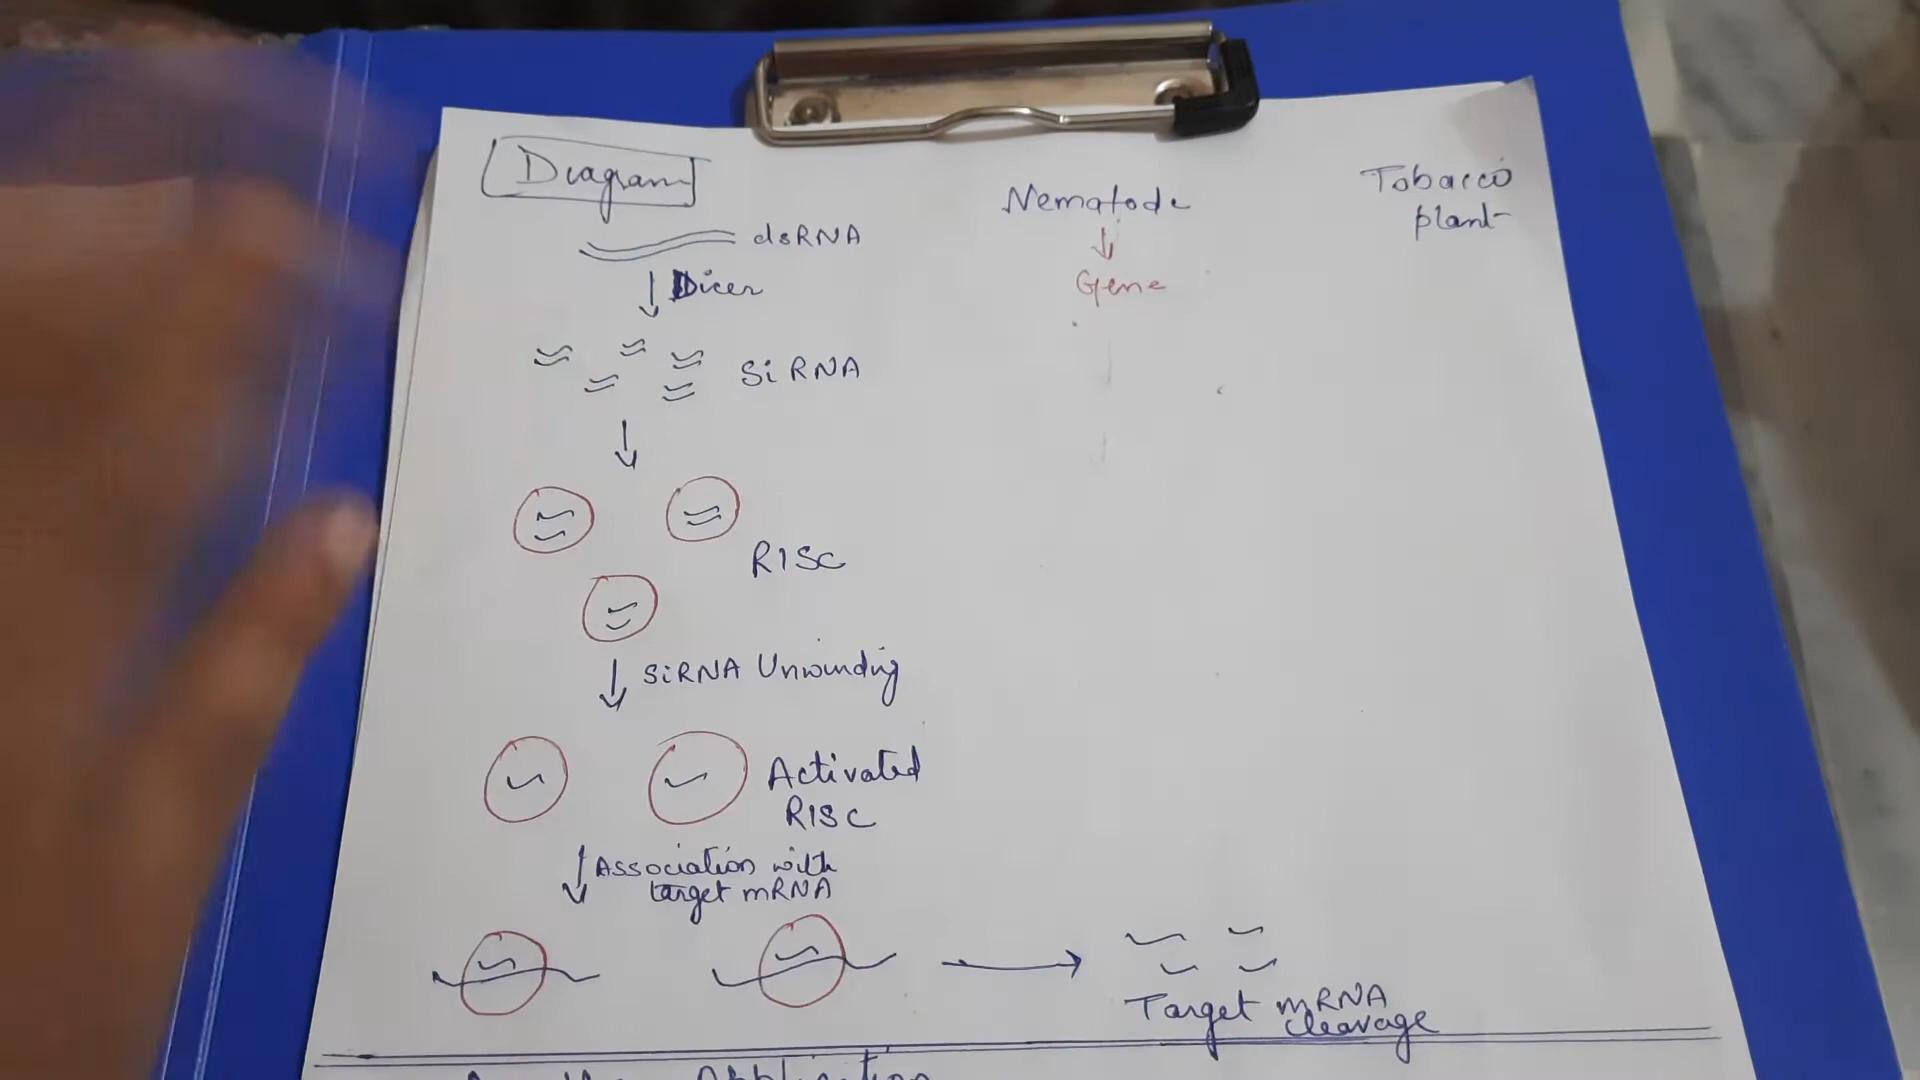 Diagram
dsRNA
Dicer
SiRNA
RISC
SiRNA Unwinding
Activated
RISC
Association with
target mRNA
Target mRNA
cleavage
Nematode
Gene
Tobacco
plant
Application